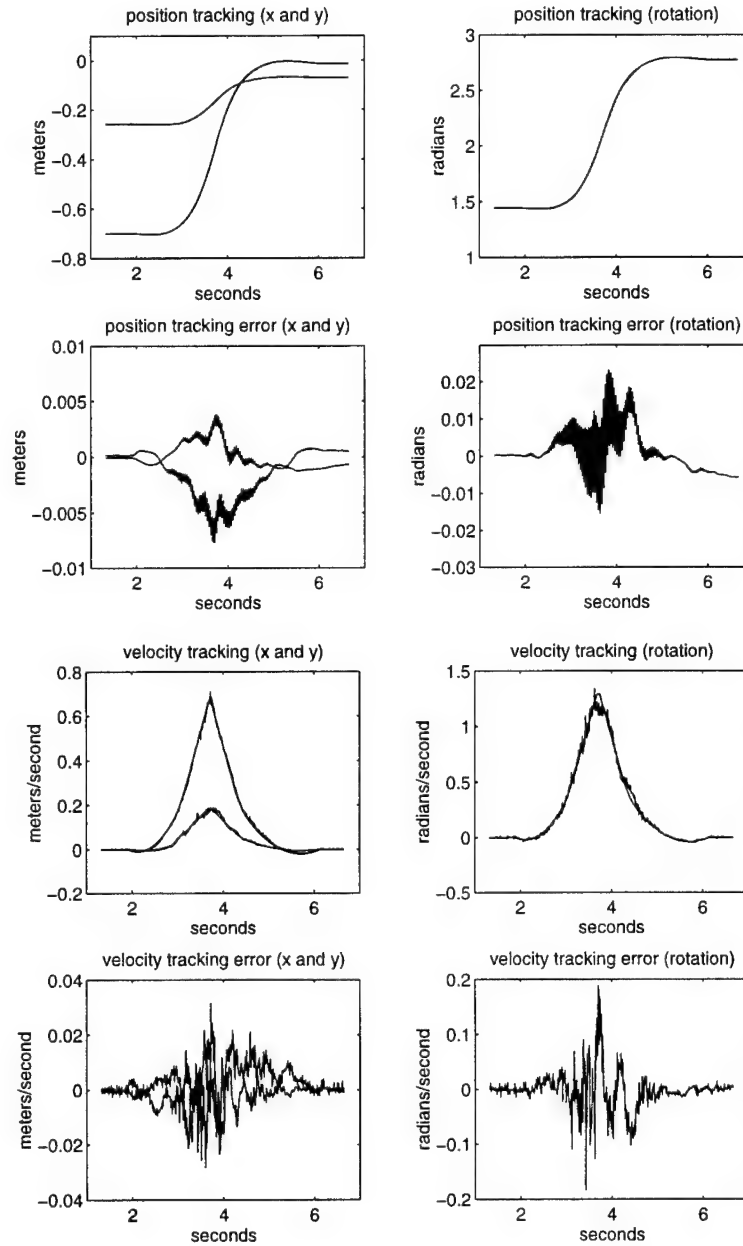 position tracking (x and y)
0
−0.2
−0.4
−0.6
−0.8
meters
2 4 6
seconds
position tracking (rotation)
3
2.5
2
1.5
1
radians
2 4 6
seconds
position tracking error (x and y)
0.01
0.005
0
−0.005
−0.01
meters
2 4 6
seconds
position tracking error (rotation)
0.02
0.01
0
−0.01
−0.03
radians
2 4 6
seconds
velocity tracking (x and y)
0.8
0.6
0.4
0.2
0
−0.2
meters/second
2 4 6
seconds
velocity tracking (rotation)
1.5
1
0.5
0
−0.5
radians/second
2 4 6
seconds
velocity tracking error (x and y)
0.04
0.02
0
−0.02
−0.04
meters/second
2 4 6
seconds
velocity tracking error (rotation)
0.2
0.1
0
−0.1
−0.2
radians/second
2 4 6
seconds